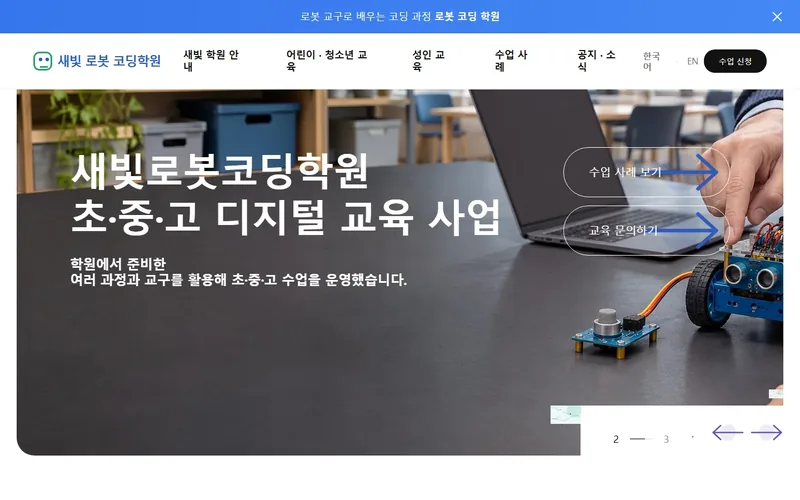 로봇 교구로 배우는 코딩 과정 로봇 코딩 학원
새빛 로봇 코딩학원
새빛 학원 안
내
어린이 · 청소년 교
육
성인 교
육
수업 사
례
공지 · 소
식
한국
어
EN
수업 신청
새빛로봇코딩학원
초·중·고 디지털 교육 사업
학원에서 준비한
여러 과정과 교구를 활용해 초·중·고 수업을 운영했습니다.
수업 사례 보기
교육 문의하기
2
3